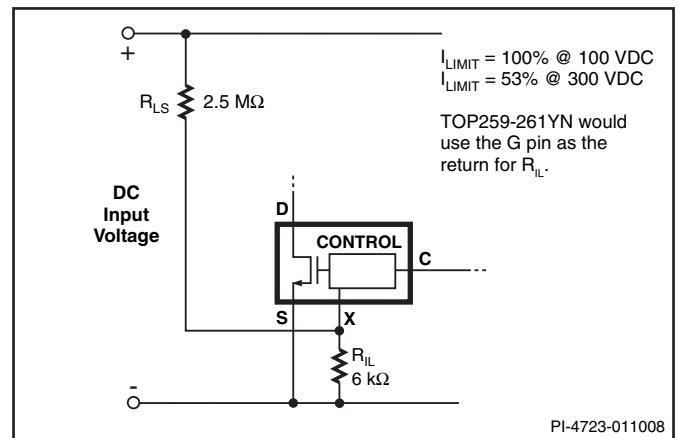 +
I_LIMIT = 100% @ 100 VDC
I_LIMIT = 53% @ 300 VDC
R_LS 2.5 MΩ
TOP259-261YN would
use the G pin as the
return for R_IL.
DC
Input
Voltage
D
CONTROL
C
S
X
R_IL
6 kΩ
-
PI-4723-011008